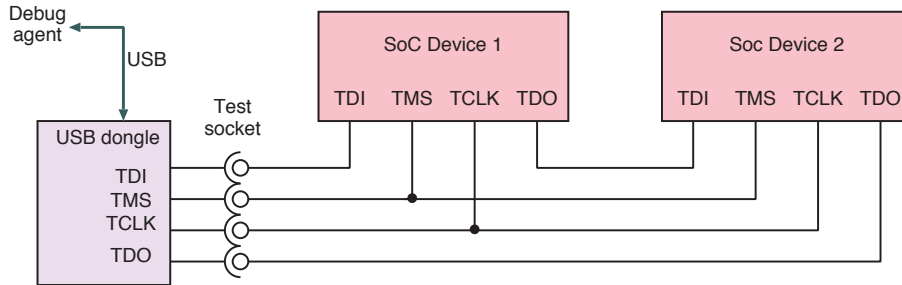 Debug
agent
USB
SoC Device 1
Soc Device 2
TDI TMS TCLK TDO
TDI TMS TCLK TDO
Test
socket
USB dongle
TDI
TMS
TCLK
TDO